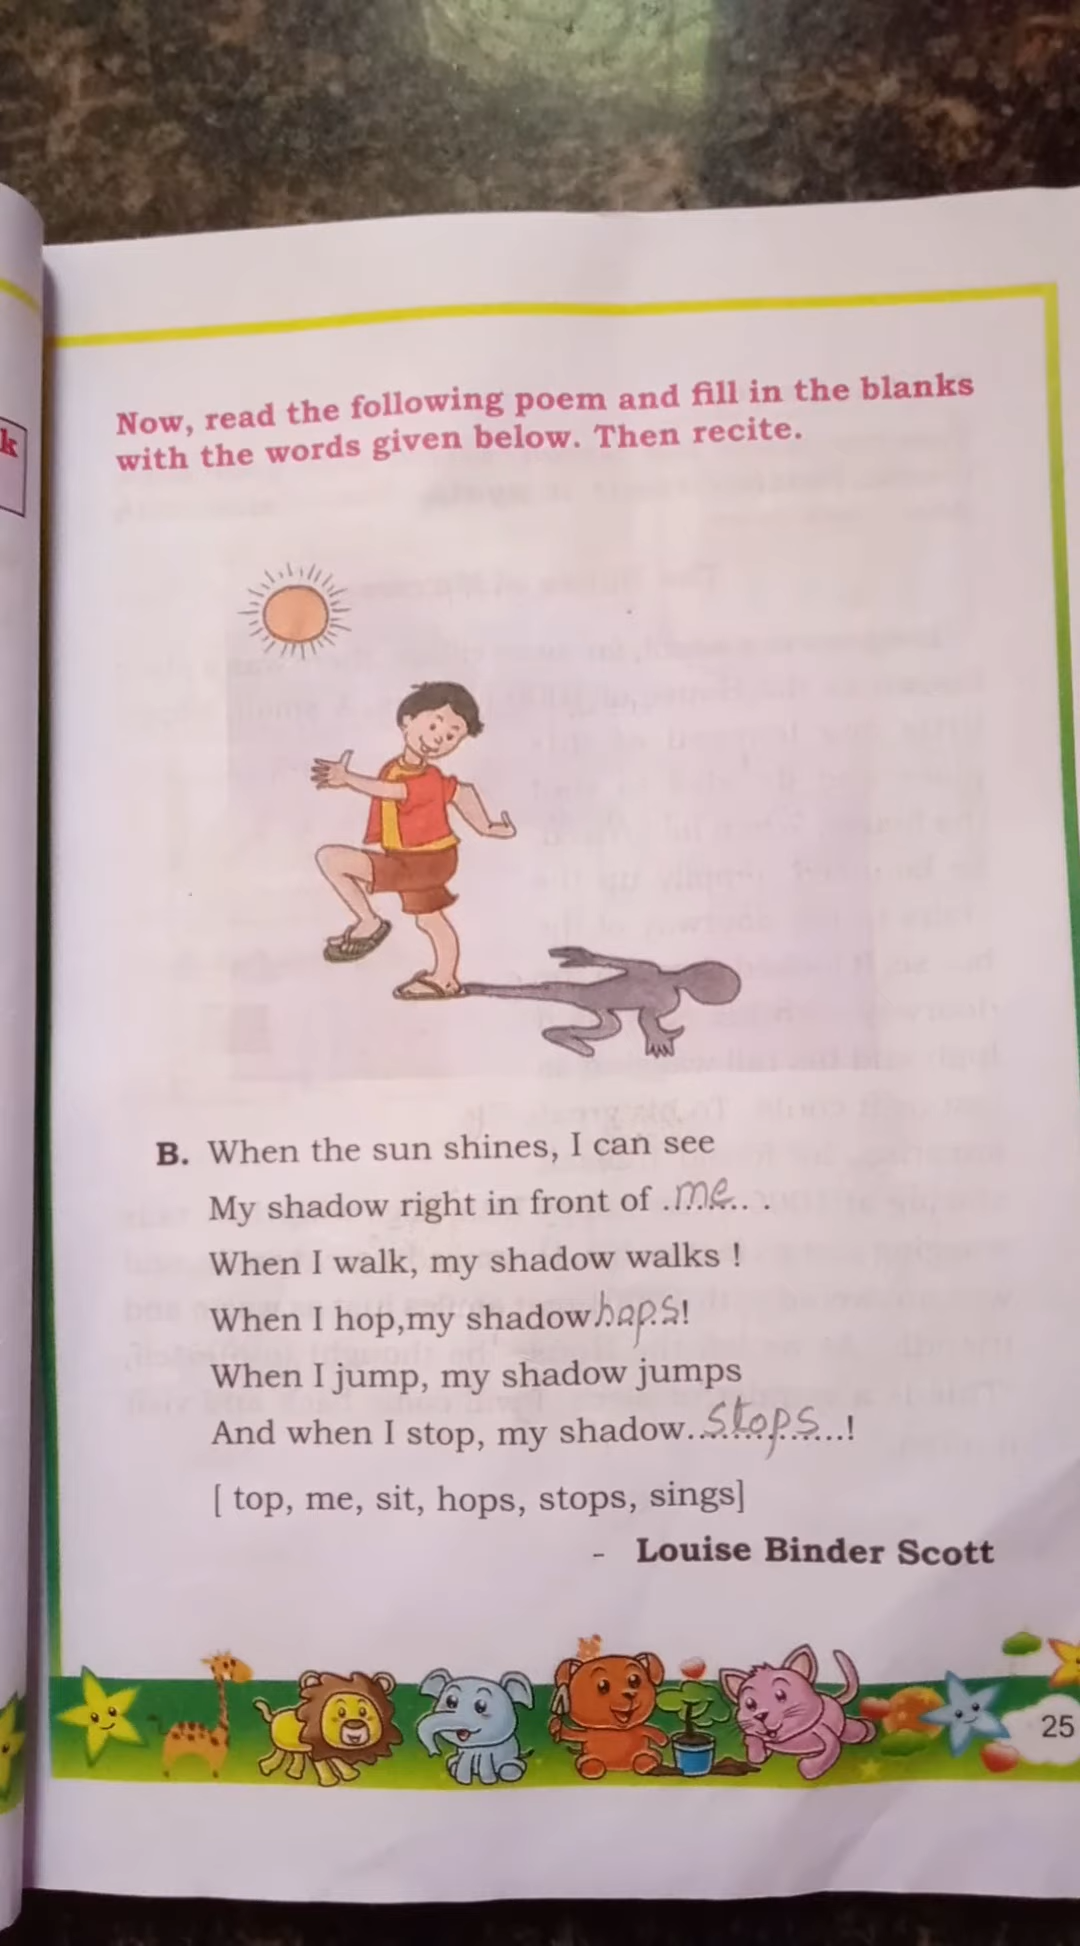 k
Now, read the following poem and fill in the blanks
with the words given below. Then recite.
B. When the sun shines, I can see
My shadow right in front of .me.. .
When I walk, my shadow walks !
When I hop,my shadow hops!
When I jump, my shadow jumps
And when I stop, my shadow..stops...!
[ top, me, sit, hops, stops, sings]
- Louise Binder Scott
25